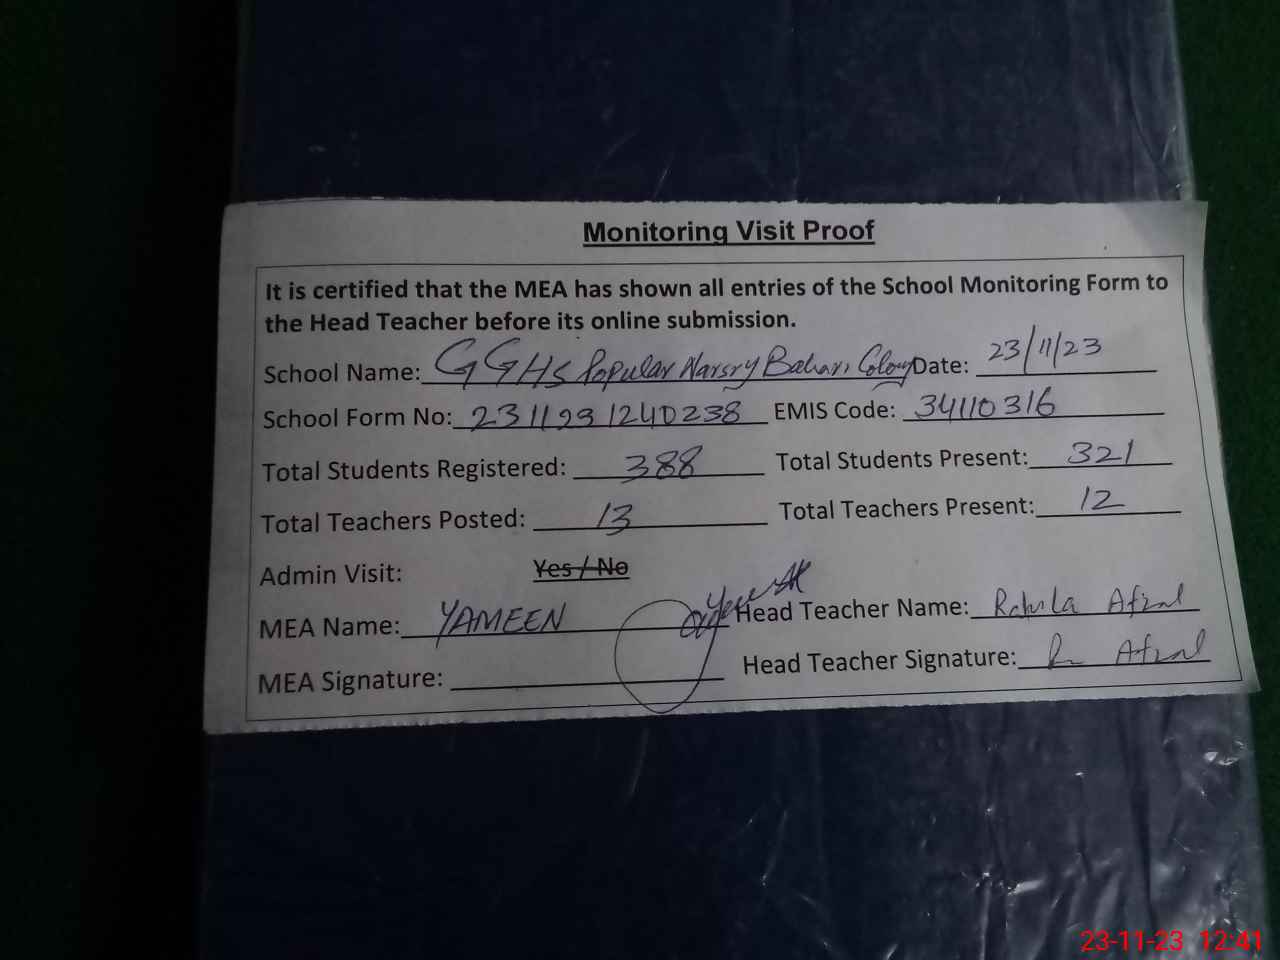 Monitoring Visit Proof
It is certified that the MEA has shown all entries of the School Monitoring Form to
the Head Teacher before its online submission.
School Name: GGHS Popular Narsry Bahari Colony Date: 23/11/23
School Form No: 2311231240238 EMIS Code: 34110316
Total Students Registered: 388 Total Students Present: 321
Total Teachers Posted: 13 Total Teachers Present: 12
Admin Visit: Yes / No
MEA Name: YAMEEN Head Teacher Name: Rahila Afzal
MEA Signature: Head Teacher Signature: R Afzal
23-11-23 12:41